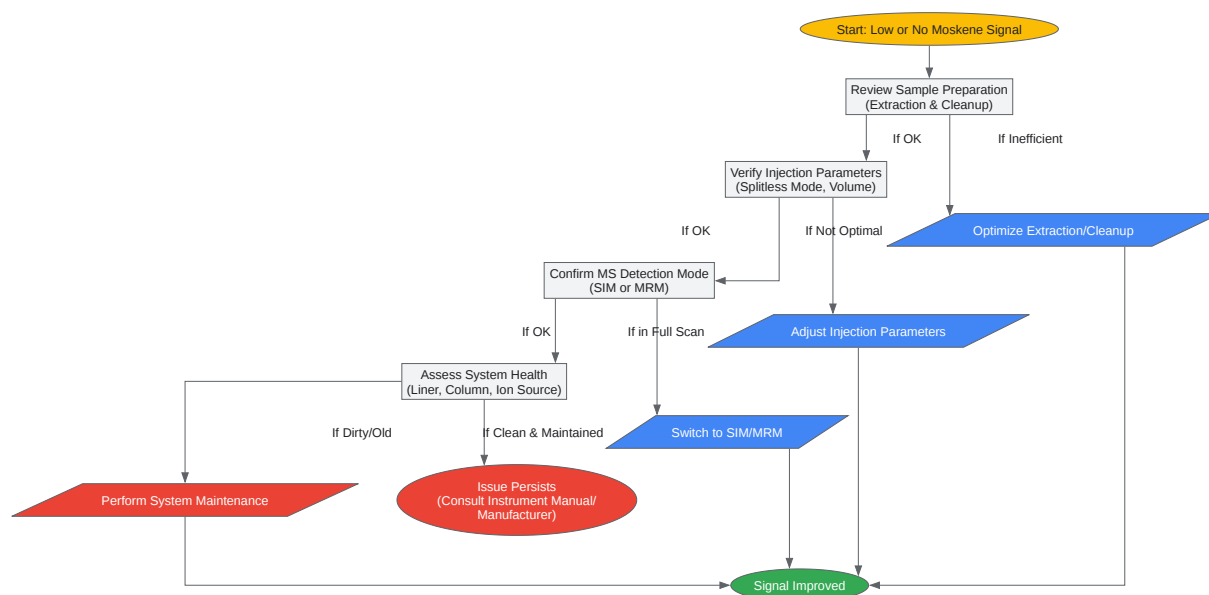 Start: Low or No Moskene Signal
Review Sample Preparation
(Extraction & Cleanup)
If OK
If Inefficient
Verify Injection Parameters
(Splitless Mode, Volume)
If OK
If Not Optimal
Optimize Extraction/Cleanup
Confirm MS Detection Mode
(SIM or MRM)
If OK
If in Full Scan
Adjust Injection Parameters
Assess System Health
(Liner, Column, Ion Source)
If Dirty/Old
If Clean & Maintained
Switch to SIM/MRM
Perform System Maintenance
Issue Persists
(Consult Instrument Manual/
Manufacturer)
Signal Improved